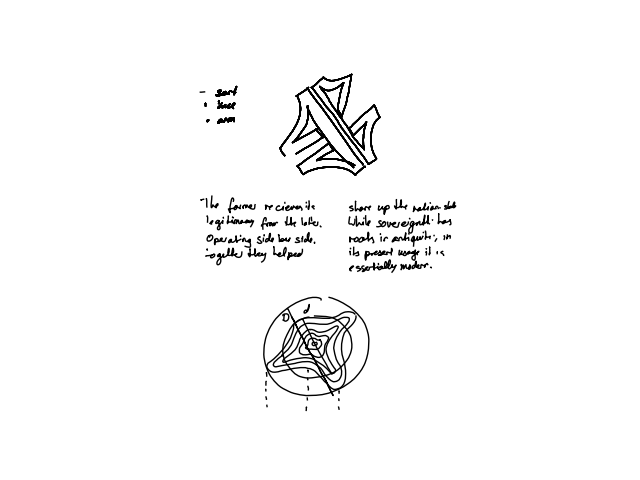 - sort
• knee
• arm
The former recieves its
legitimacy from the latter.
Operating side by side,
together they helped
shore up the nation state
While sovereignty has
roots in antiquity, in
its present usage it is
essentially modern.
D d